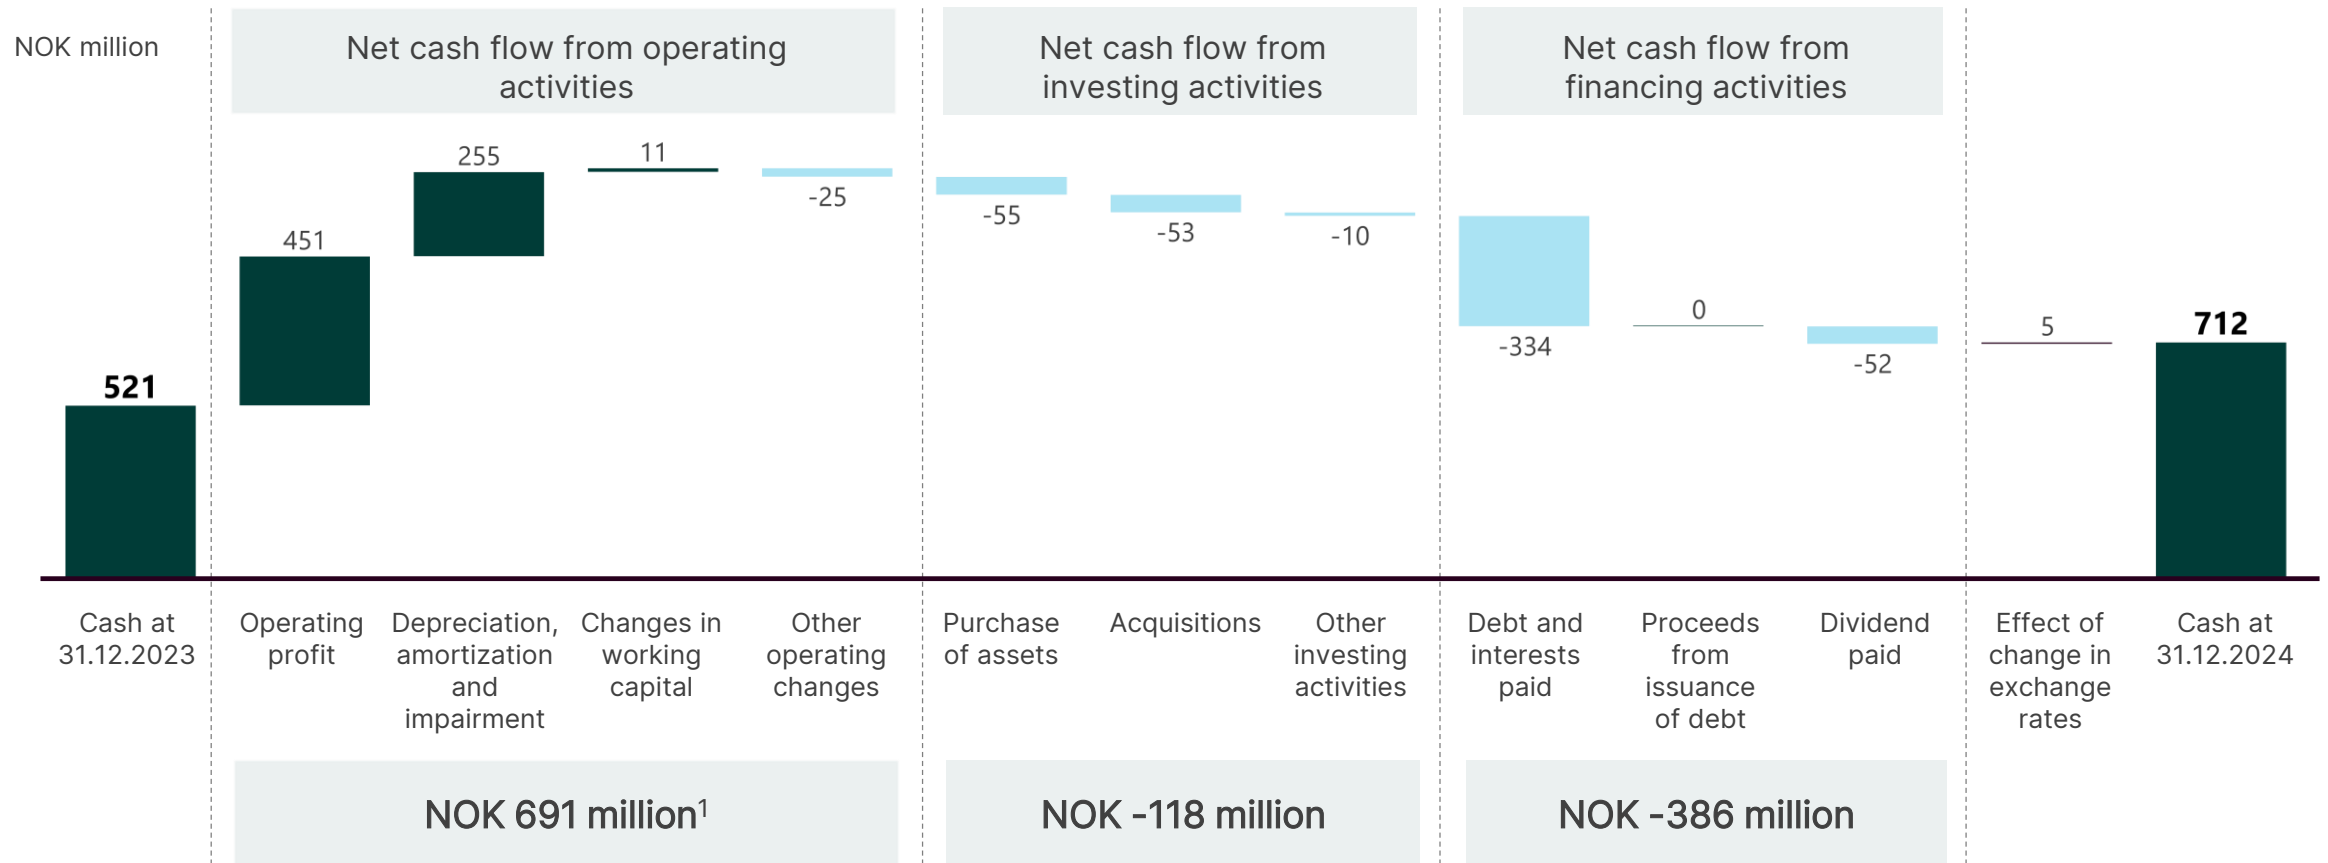 NOK million
Net cash flow from operating
activities
Net cash flow from
investing activities
Net cash flow from
financing activities
521
451
255
11
-25
-55
-53
-10
-334
0
-52
5
712
Cash at
31.12.2023
Operating
profit
Depreciation,
amortization
and
impairment
Changes in
working
capital
Other
operating
changes
Purchase
of assets
Acquisitions
Other
investing
activities
Debt and
interests
paid
Proceeds
from
issuance
of debt
Dividend
paid
Effect of
change in
exchange
rates
Cash at
31.12.2024
NOK 691 million¹
NOK -118 million
NOK -386 million